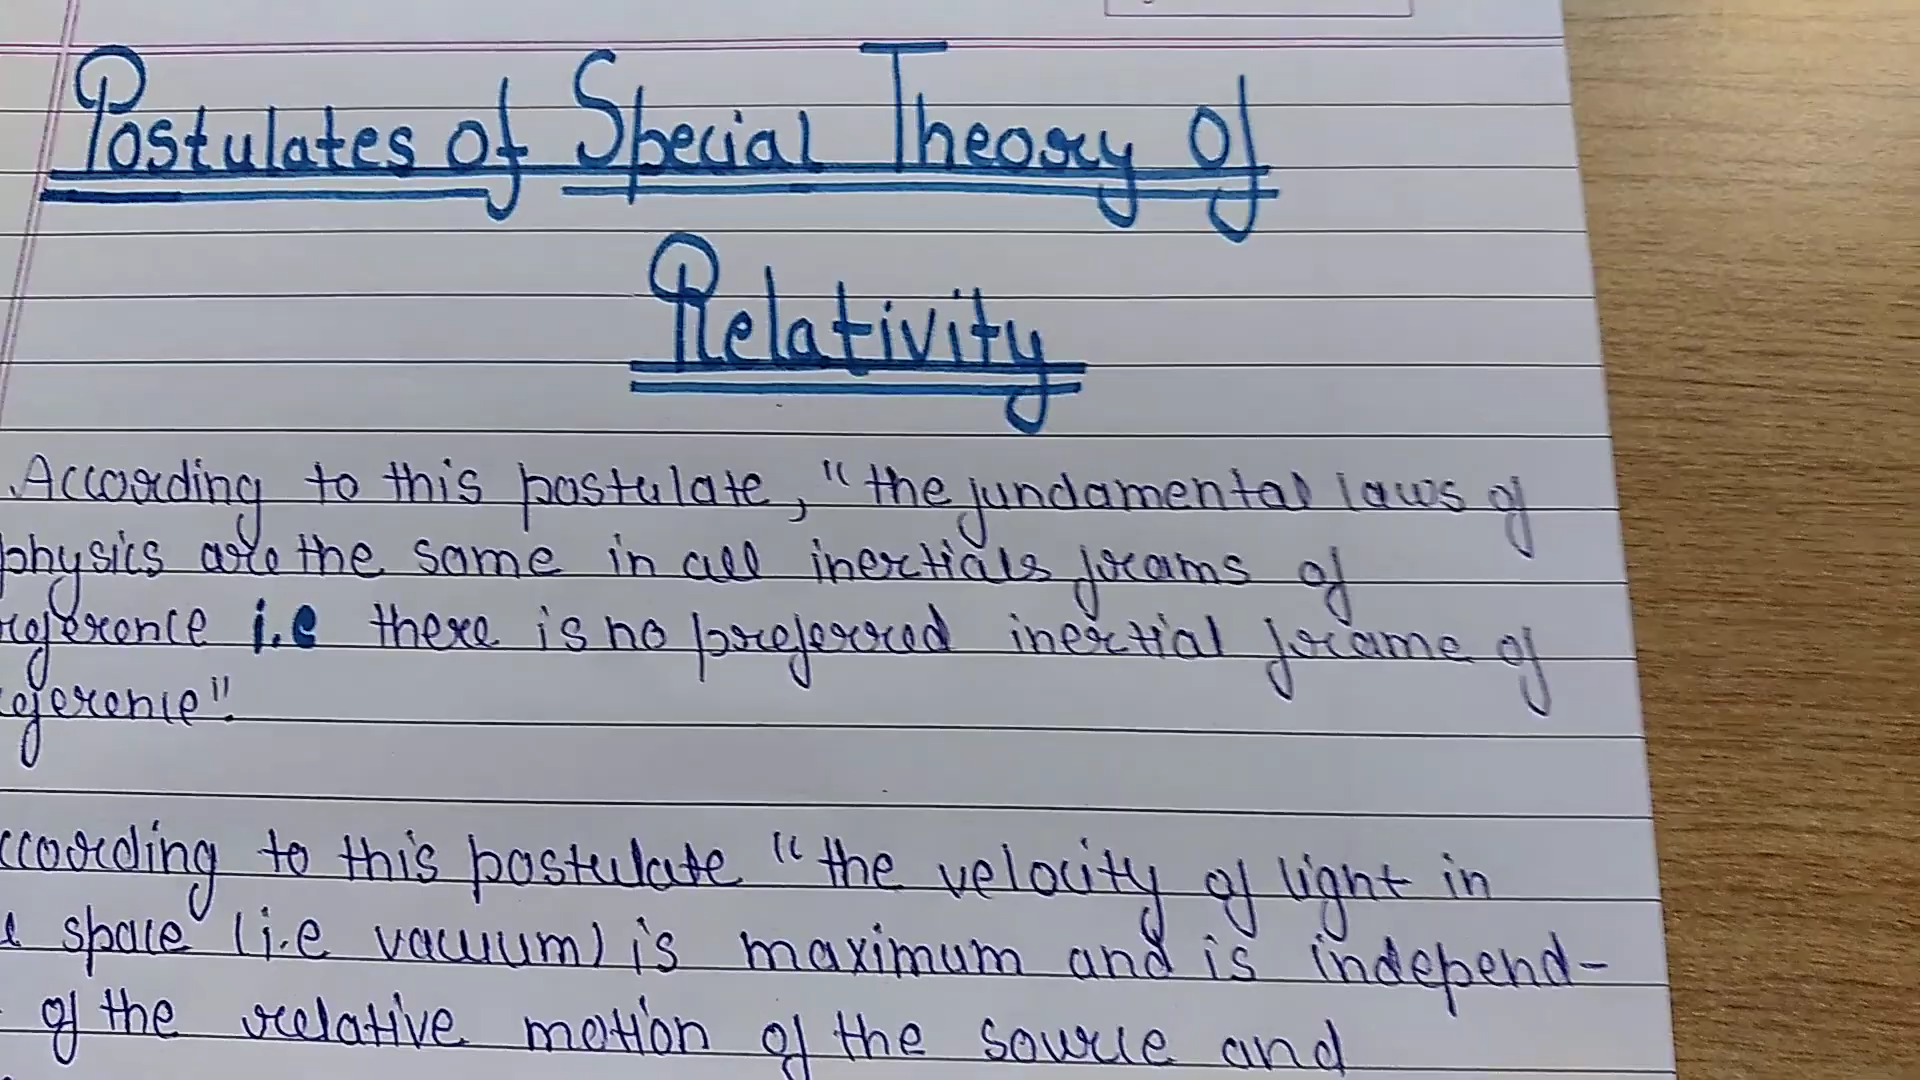 Postulates of Special Theory of
Relativity
According to this postulate, "the fundamental laws of
physics are the same in all inertials frams of
reference i.e there is no preferred inertial frame of
eference".
ccording to this postulate "the velocity of light in
space (i.e vacuum) is maximum and is independ-
of the relative motion of the source and